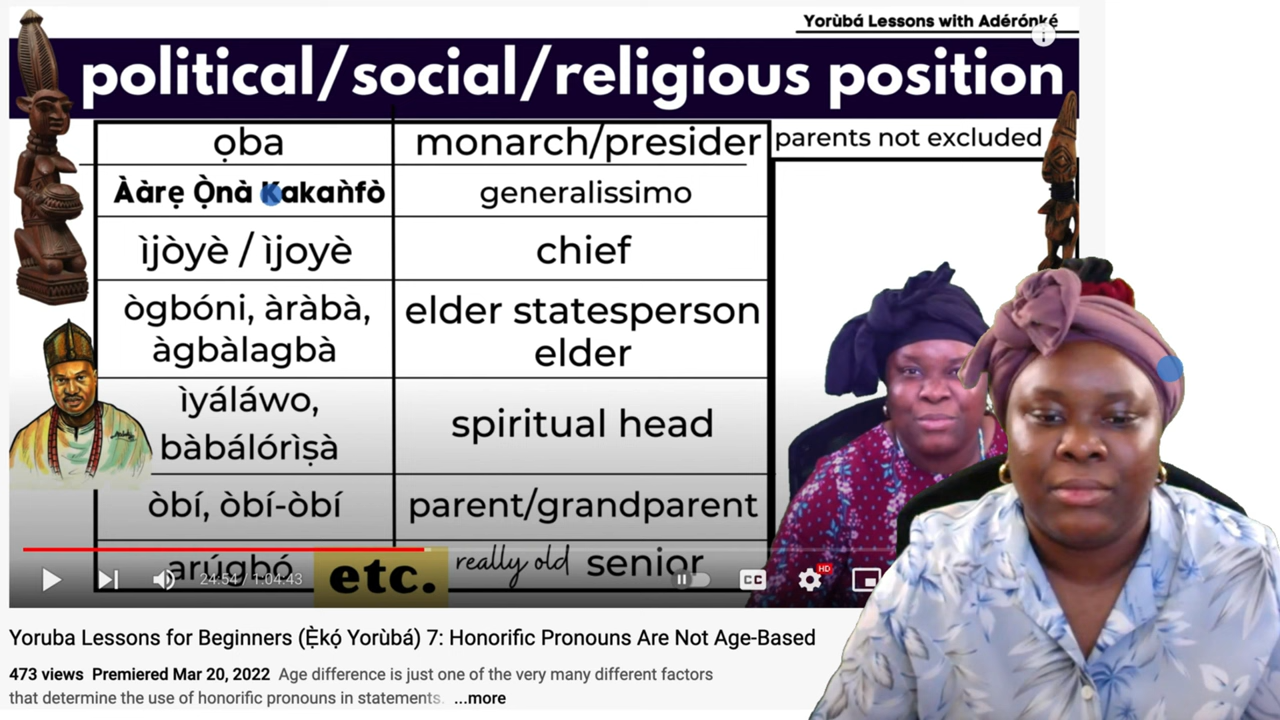 Yorùbá Lessons with Adérónkẹ́
political/social/religious position
ọba monarch/presider
parents not excluded
Ààrẹ Ọ̀nà Kakaǹfò generalissimo
ìjòyè / ìjoyè chief
ògbóni, àràbà, elder statesperson
àgbàlagbà elder
ìyáláwo,
bàbálórìṣà spiritual head
òbí, òbí-òbí parent/grandparent
arúgbó etc. really old senior
24:54 / 1:04:43 CC HD
Yoruba Lessons for Beginners (Ẹ̀kọ́ Yorùbá) 7: Honorific Pronouns Are Not Age-Based
473 views Premiered Mar 20, 2022 Age difference is just one of the very many different factors
that determine the use of honorific pronouns in statements. ...more